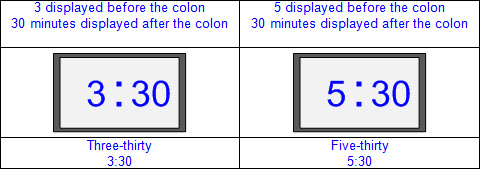 3 displayed before the colon
30 minutes displayed after the colon
3:30
Three-thirty
3:30
5 displayed before the colon
30 minutes displayed after the colon
5:30
Five-thirty
5:30